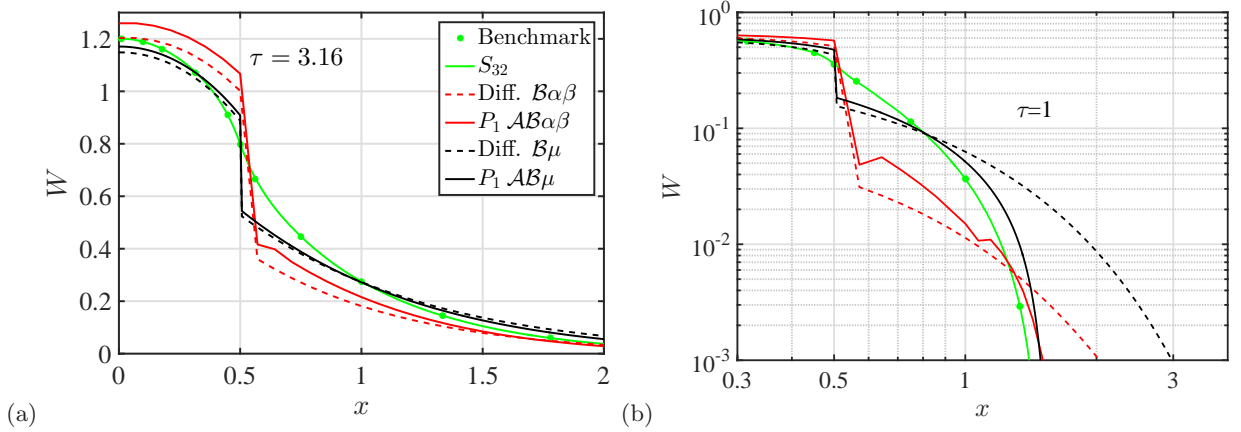 1.2
1
0.8
0.6
0.4
0.2
0
W
τ = 3.16
Benchmark
S₃₂
Diff. ℬαβ
P₁ 𝒜ℬαβ
Diff. ℬμ
P₁ 𝒜ℬμ
0 0.5 1 1.5 2
x
(a)
10⁰
10⁻¹
10⁻²
10⁻³
W
τ=1
0.3 0.5 1 3
x
(b)